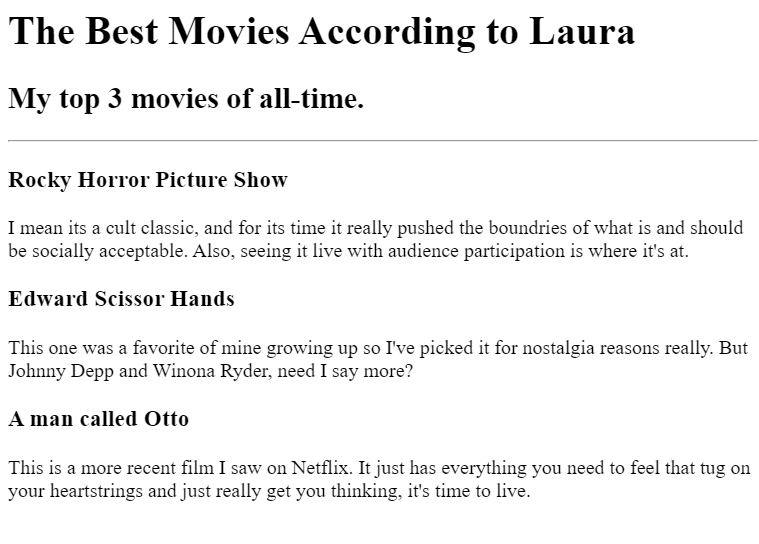 The Best Movies According to Laura
My top 3 movies of all-time.
Rocky Horror Picture Show
I mean its a cult classic, and for its time it really pushed the boundries of what is and should
be socially acceptable. Also, seeing it live with audience participation is where it's at.
Edward Scissor Hands
This one was a favorite of mine growing up so I've picked it for nostalgia reasons really. But
Johnny Depp and Winona Ryder, need I say more?
A man called Otto
This is a more recent film I saw on Netflix. It just has everything you need to feel that tug on
your heartstrings and just really get you thinking, it's time to live.